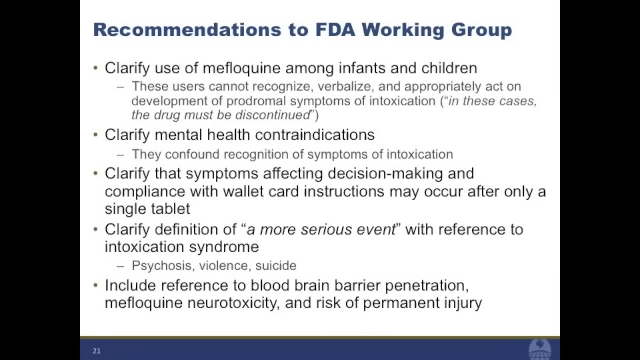 Recommendations to FDA Working Group
• Clarify use of mefloquine among infants and children
– These users cannot recognize, verbalize, and appropriately act on
development of prodromal symptoms of intoxication (“in these cases,
the drug must be discontinued”)
• Clarify mental health contraindications
– They confound recognition of symptoms of intoxication
• Clarify that symptoms affecting decision-making and
compliance with wallet card instructions may occur after only a
single tablet
• Clarify definition of “a more serious event” with reference to
intoxication syndrome
– Psychosis, violence, suicide
• Include reference to blood brain barrier penetration,
mefloquine neurotoxicity, and risk of permanent injury
21